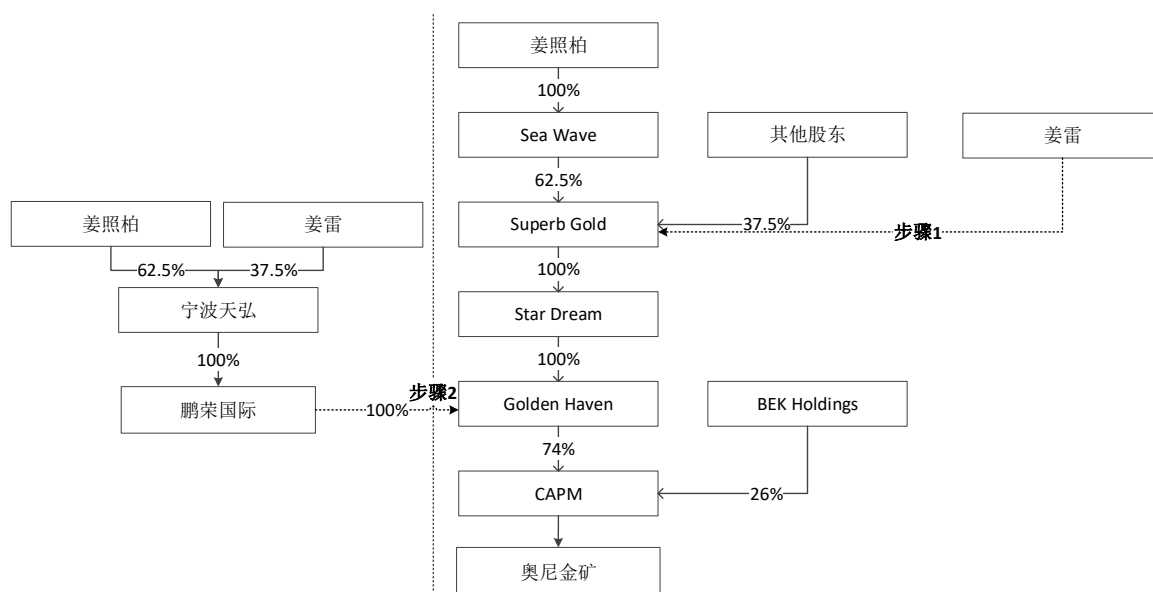 姜照柏
100%
Sea Wave
其他股东
姜雷
62.5%
姜照柏
姜雷
Superb Gold
37.5%
步骤1
62.5%
37.5%
100%
宁波天弘
Star Dream
100%
100%
鹏荣国际
步骤2
100%
Golden Haven
BEK Holdings
74%
CAPM
26%
奥尼金矿